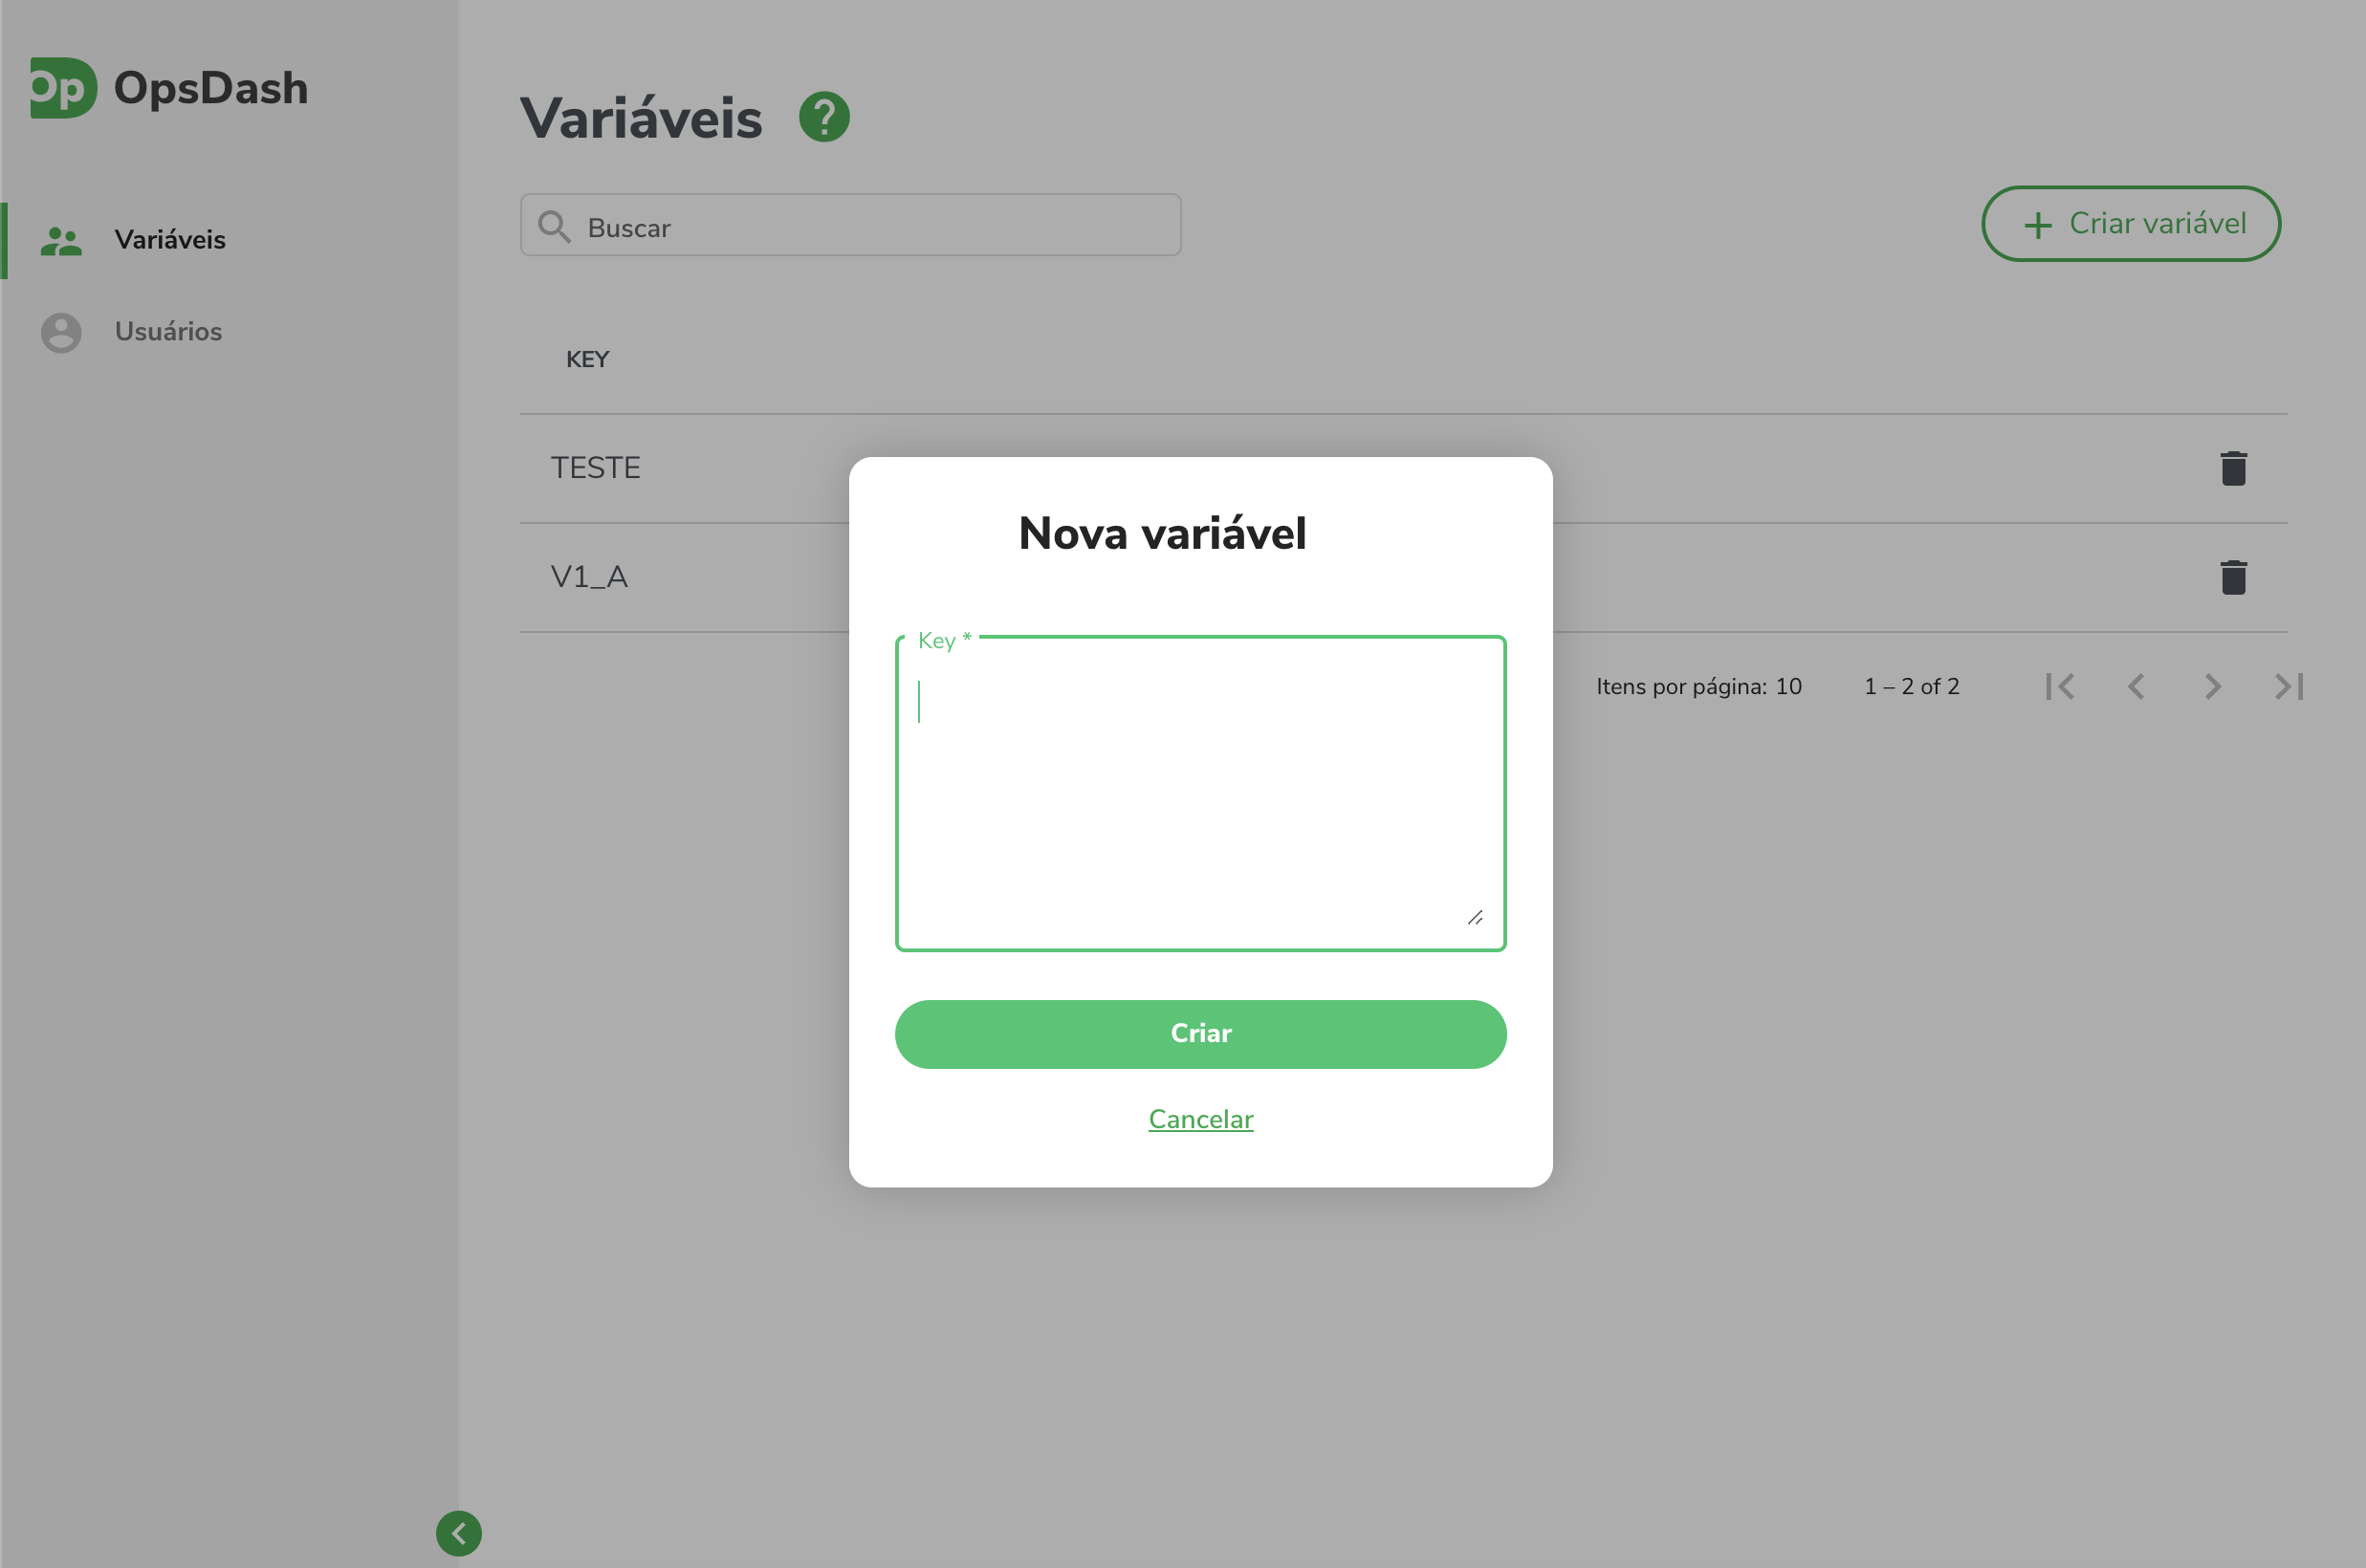 Op OpsDash
Variáveis
Usuários
Variáveis ?
Buscar
+ Criar variável
KEY
TESTE
V1_A
Itens por página: 10 1 – 2 of 2
Nova variável
Key *
Criar
Cancelar